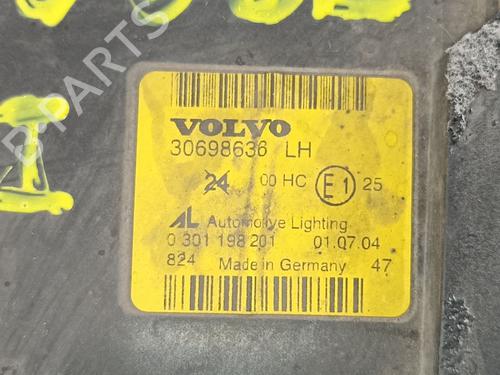 B-PARTS
VOLVO
30698636 LH
24 00 HC E1 25
AL Automotive Lighting
0 301 198 201 01.07.04
824 Made in Germany 47